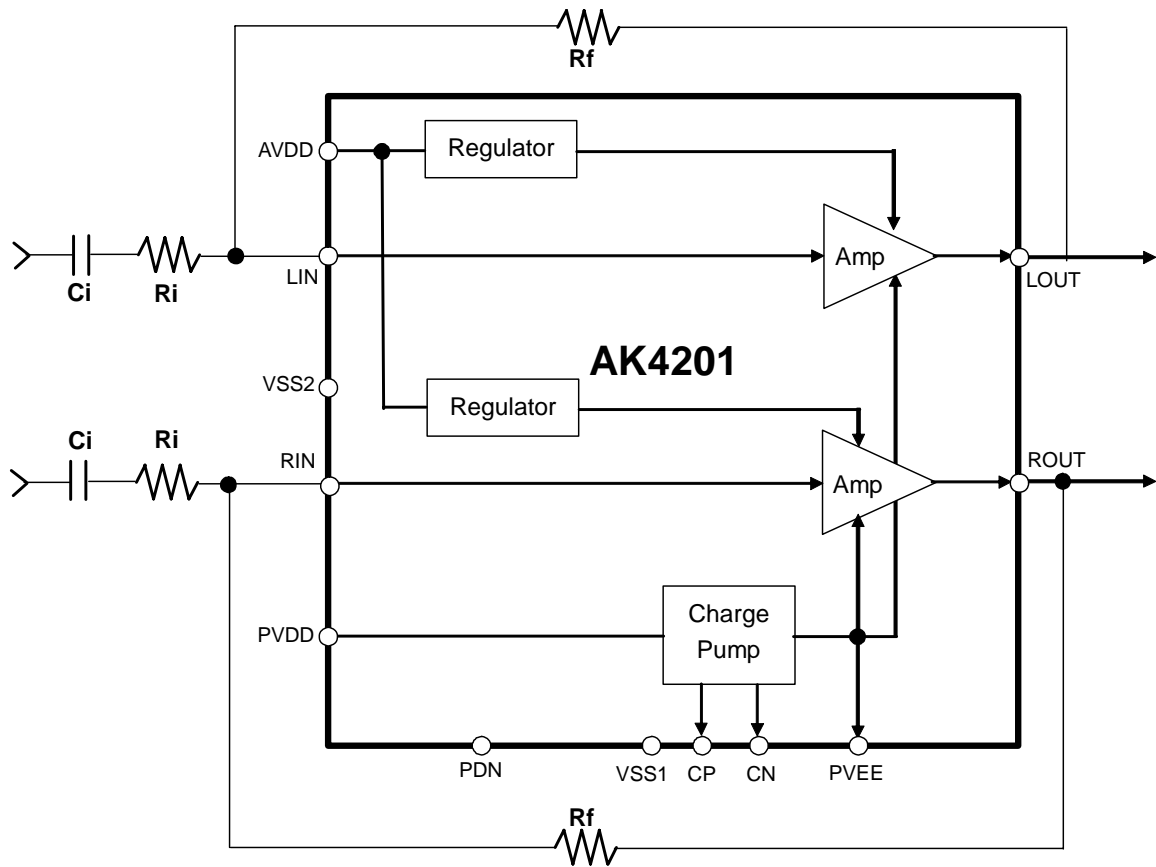 Rf
AVDD
Regulator
Amp
Ci
Ri
LIN
LOUT
AK4201
VSS2
Regulator
Ci
Ri
RIN
Amp
ROUT
Charge
Pump
PVDD
PDN
VSS1
CP
CN
PVEE
Rf